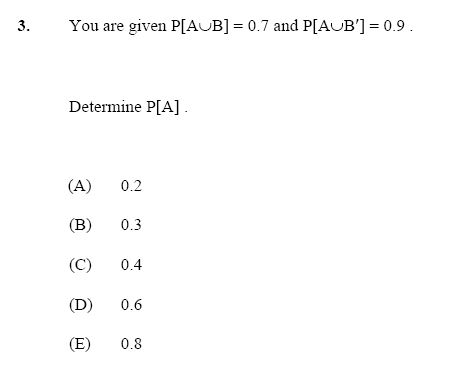 3. You are given P[A∪B] = 0.7 and P[A∪B′] = 0.9 .
Determine P[A] .
(A) 0.2
(B) 0.3
(C) 0.4
(D) 0.6
(E) 0.8